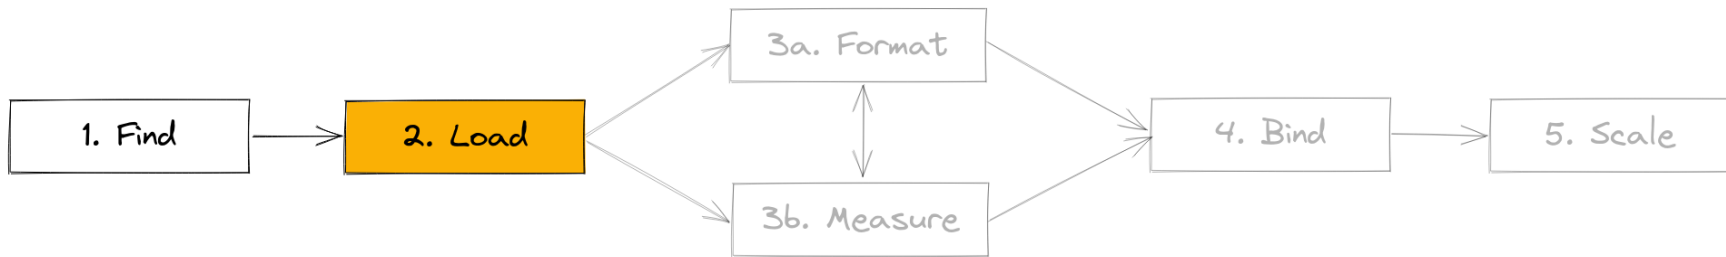 1. Find
2. Load
3a. Format
3b. Measure
4. Bind
5. Scale